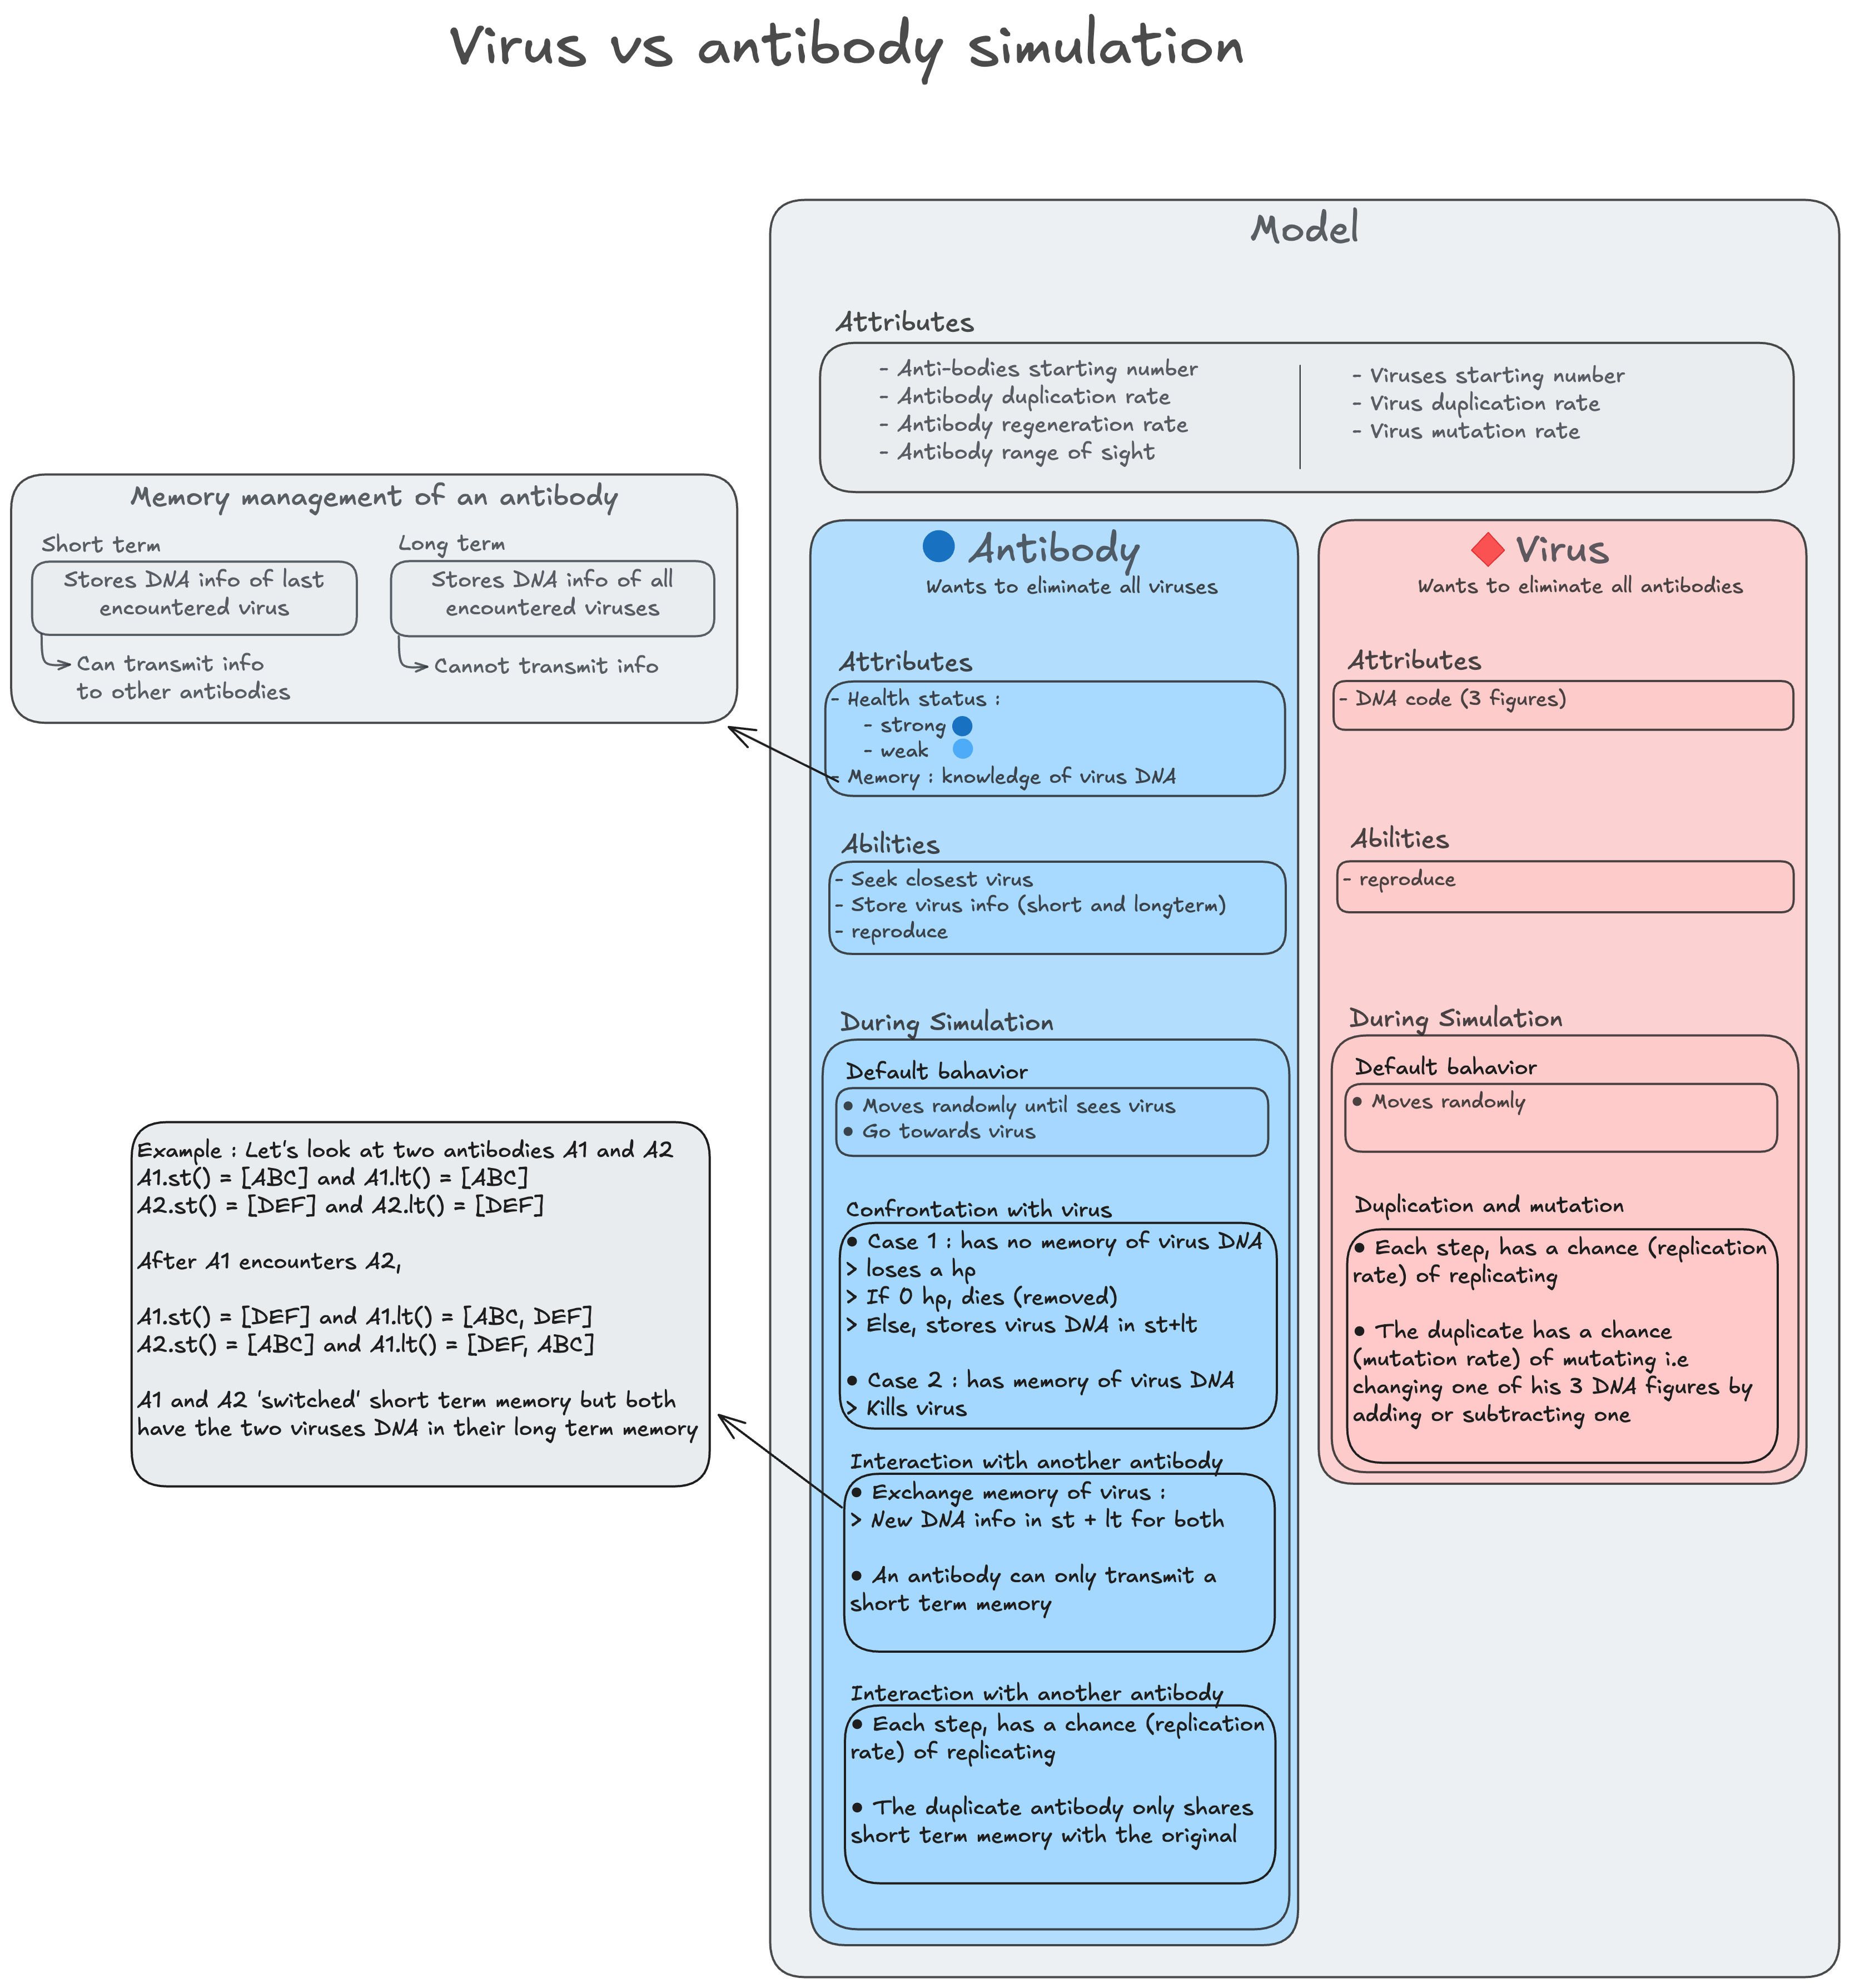 Virus vs antibody simulation
Model
Attributes
- Anti-bodies starting number
- Antibody duplication rate
- Antibody regeneration rate
- Antibody range of sight
- Viruses starting number
- Virus duplication rate
- Virus mutation rate
Memory management of an antibody
Short term
Stores DNA info of last
encountered virus
Can transmit info
to other antibodies
Long term
Stores DNA info of all
encountered viruses
Cannot transmit info
Antibody
Wants to eliminate all viruses
Attributes
- Health status :
- strong
- weak
- Memory : knowledge of virus DNA
Abilities
- Seek closest virus
- Store virus info (short and longterm)
- reproduce
During Simulation
Default bahavior
• Moves randomly until sees virus
• Go towards virus
Confrontation with virus
• Case 1 : has no memory of virus DNA
> loses a hp
> If 0 hp, dies (removed)
> Else, stores virus DNA in st+lt
• Case 2 : has memory of virus DNA
> Kills virus
Interaction with another antibody
• Exchange memory of virus :
> New DNA info in st + lt for both
• An antibody can only transmit a
short term memory
Interaction with another antibody
• Each step, has a chance (replication
rate) of replicating
• The duplicate antibody only shares
short term memory with the original
Virus
Wants to eliminate all antibodies
Attributes
- DNA code (3 figures)
Abilities
- reproduce
During Simulation
Default bahavior
• Moves randomly
Duplication and mutation
• Each step, has a chance (replication
rate) of replicating
• The duplicate has a chance
(mutation rate) of mutating i.e
changing one of his 3 DNA figures by
adding or subtracting one
Example : Let's look at two antibodies A1 and A2
A1.st() = [ABC] and A1.lt() = [ABC]
A2.st() = [DEF] and A2.lt() = [DEF]
After A1 encounters A2,
A1.st() = [DEF] and A1.lt() = [ABC, DEF]
A2.st() = [ABC] and A1.lt() = [DEF, ABC]
A1 and A2 'switched' short term memory but both
have the two viruses DNA in their long term memory